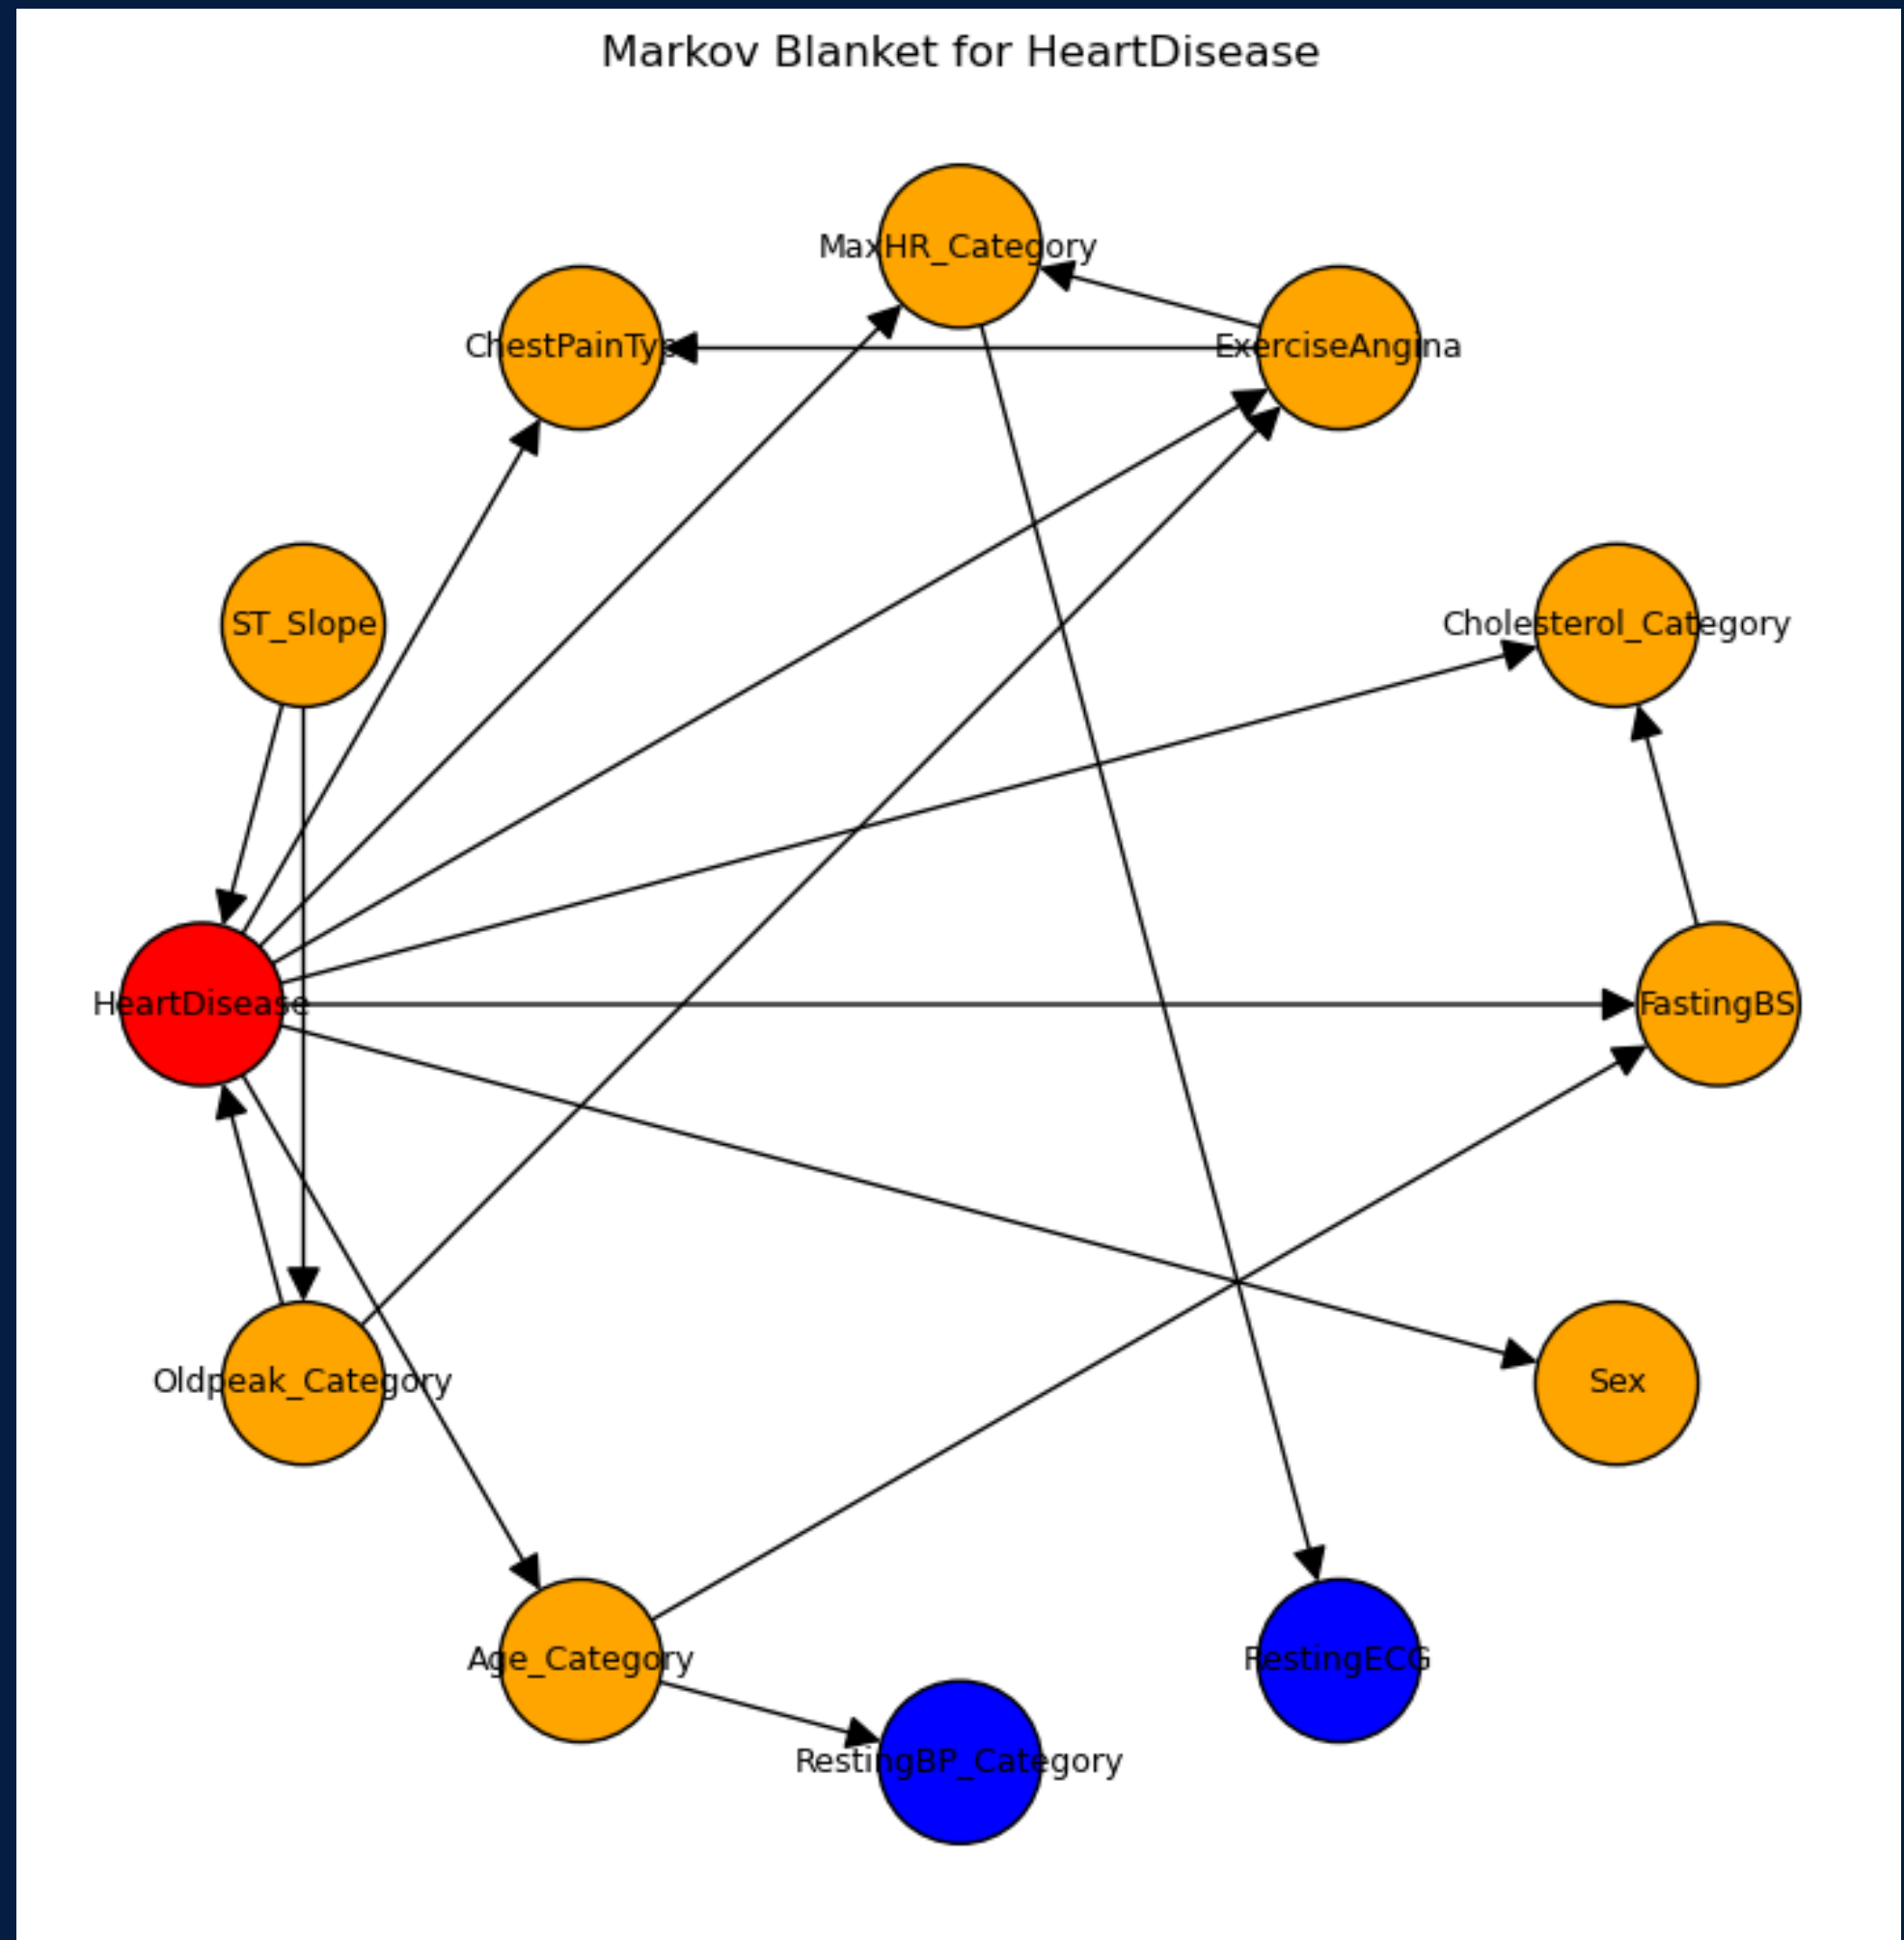 Markov Blanket for HeartDisease
MaxHR_Category
ChestPainType
ExerciseAngina
ST_Slope
Cholesterol_Category
HeartDisease
FastingBS
Oldpeak_Category
Sex
Age_Category
RestingECG
RestingBP_Category